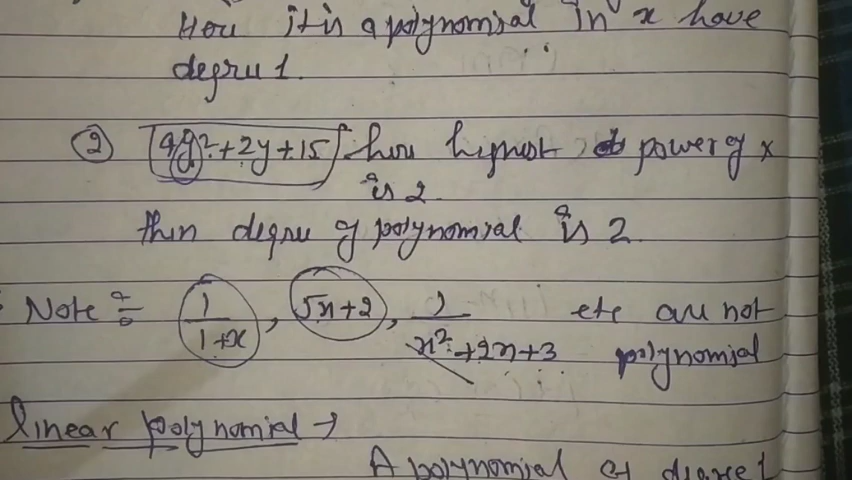 Here it is a polynomial in x have
degree 1.
② 4y²+2y+15 here highest power of x
is 2
then degree of polynomial is 2
Note ÷ 1/1+x, √x+2, 1/x²+2x+3 etc are not
polynomial
linear polynomial →
A polynomial of degree 1